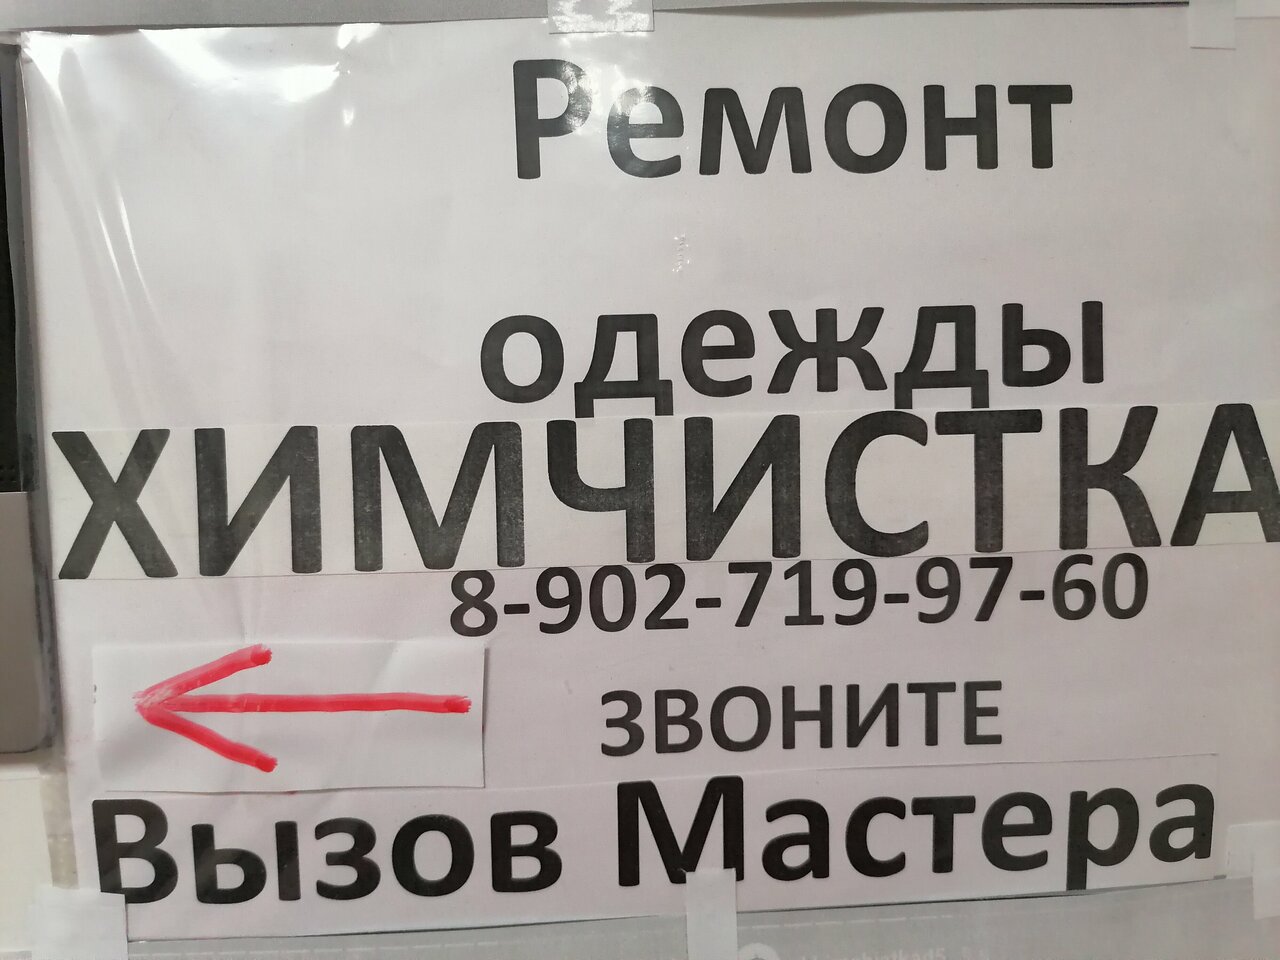 Ремонт
одежды
ХИМЧИСТКА
8-902-719-97-60
ЗВОНИТЕ
Вызов Мастера